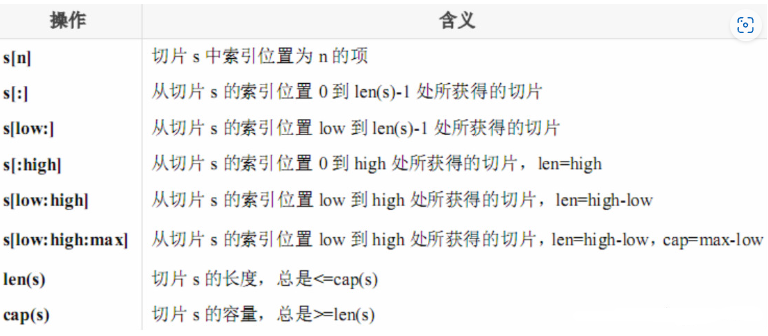 操作 含义
s[n] 切片 s 中索引位置为 n 的项
s[:] 从切片 s 的索引位置 0 到 len(s)-1 处所获得的切片
s[low:] 从切片 s 的索引位置 low 到 len(s)-1 处所获得的切片
s[:high] 从切片 s 的索引位置 0 到 high 处所获得的切片，len=high
s[low:high] 从切片 s 的索引位置 low 到 high 处所获得的切片，len=high-low
s[low:high:max] 从切片 s 的索引位置 low 到 high 处所获得的切片，len=high-low，cap=max-low
len(s) 切片 s 的长度，总是<=cap(s)
cap(s) 切片 s 的容量，总是>=len(s)